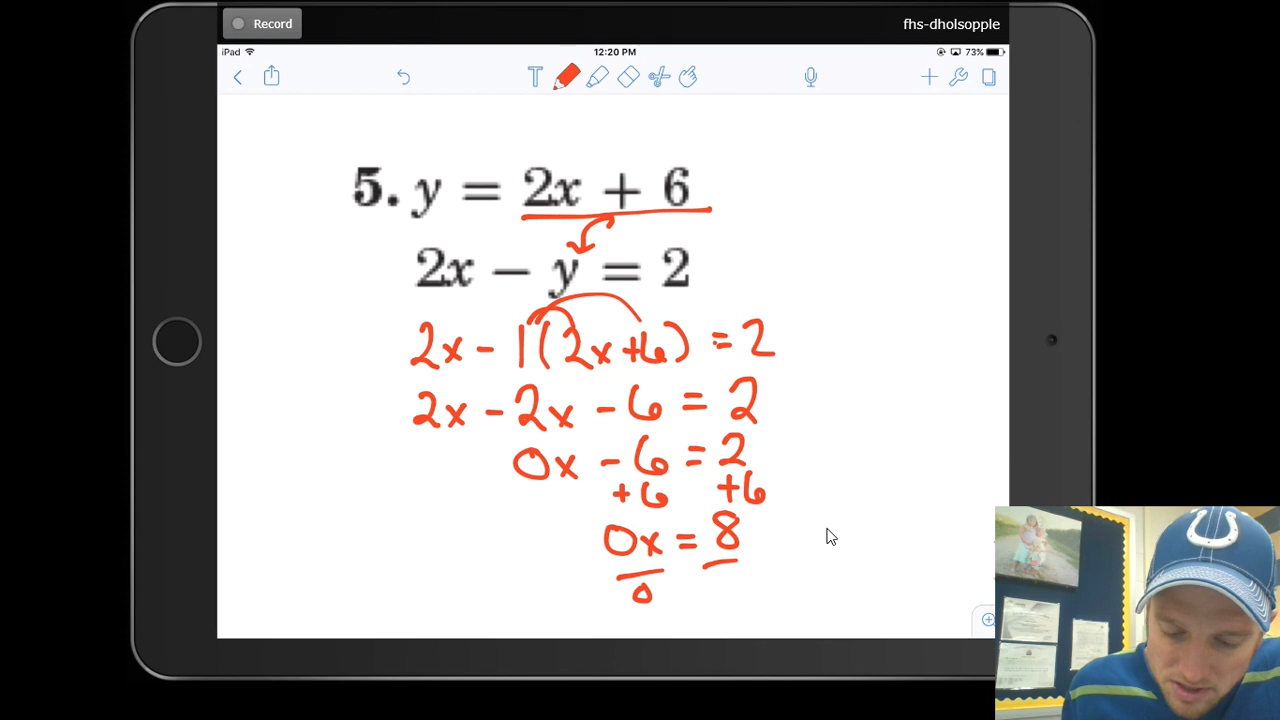 Record
fhs-dholsopple
iPad 12:20 PM 73%
T
5. y = 2x + 6
2x − y = 2
2x - 1(2x+6) = 2
2x - 2x - 6 = 2
0x - 6 = 2
+6 +6
0x = 8
0